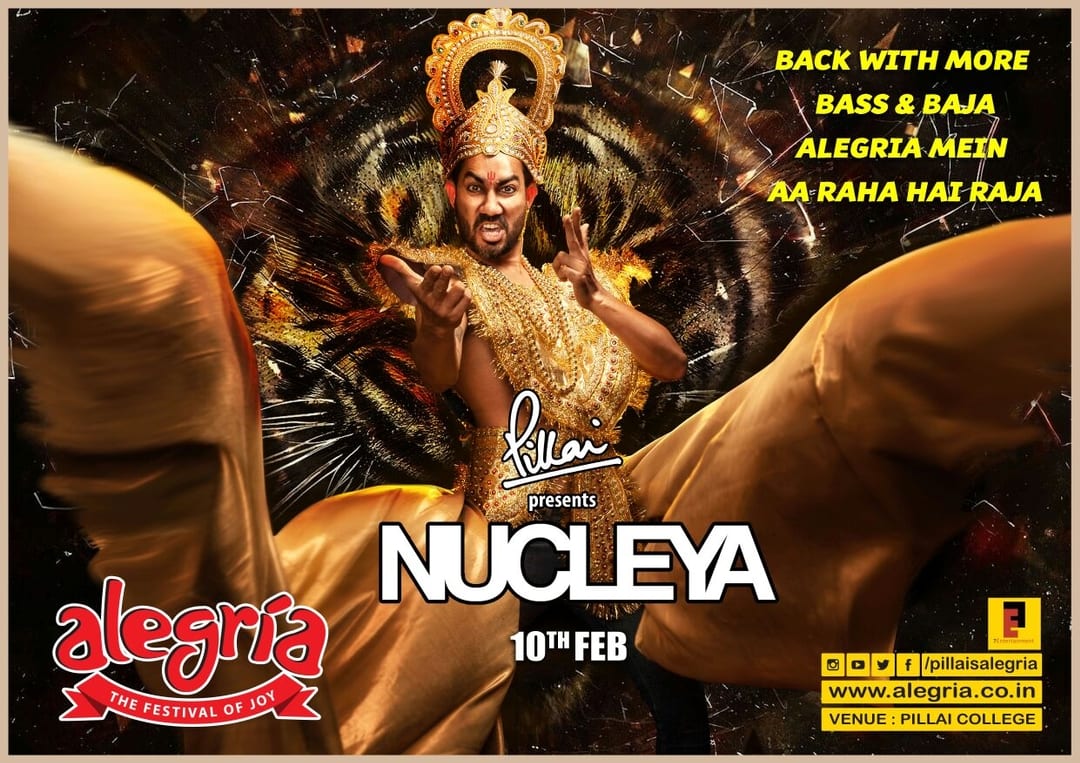 BACK WITH MORE
BASS & BAJA
ALEGRIA MEIN
AA RAHA HAI RAJA
Pillai
presents
NUCLEYA
10TH FEB
alegría
THE FESTIVAL OF JOY
/pillaisalegria
www.alegria.co.in
VENUE : PILLAI COLLEGE